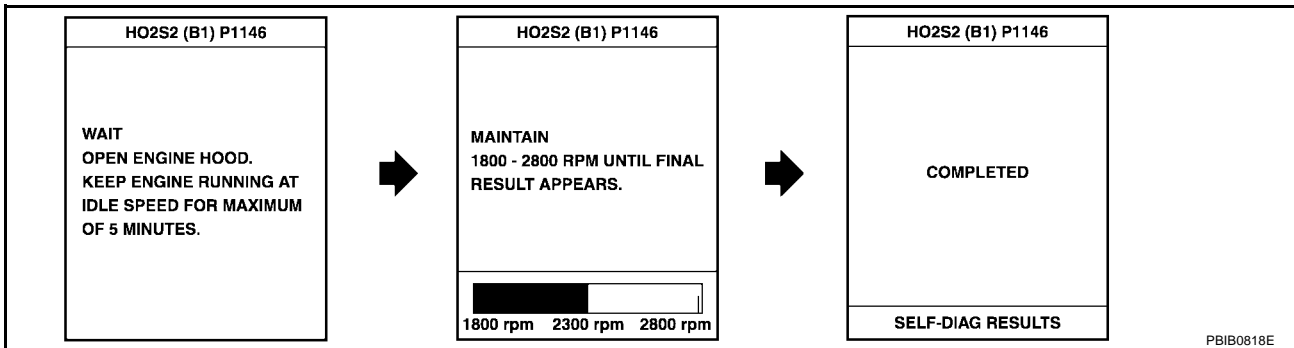 HO2S2 (B1) P1146
WAIT
OPEN ENGINE HOOD.
KEEP ENGINE RUNNING AT
IDLE SPEED FOR MAXIMUM
OF 5 MINUTES.
HO2S2 (B1) P1146
MAINTAIN
1800 - 2800 RPM UNTIL FINAL
RESULT APPEARS.
1800 rpm 2300 rpm 2800 rpm
HO2S2 (B1) P1146
COMPLETED
SELF-DIAG RESULTS
PBIB0818E